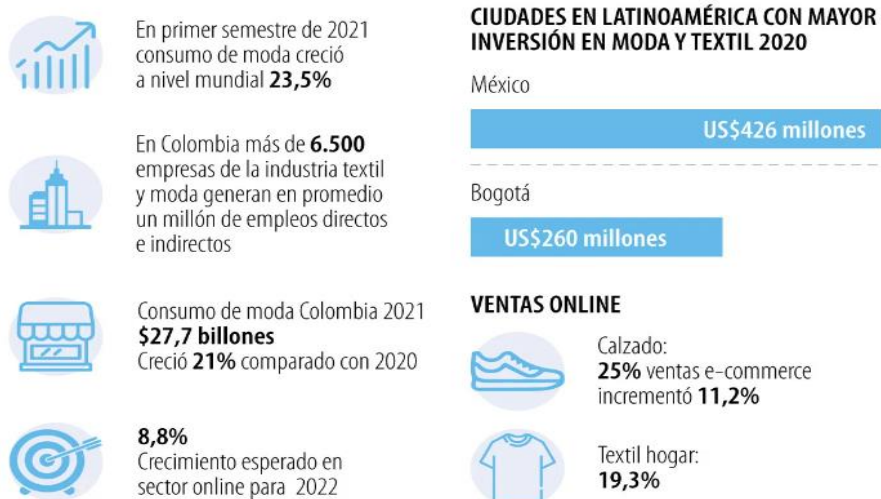 En primer semestre de 2021
consumo de moda creció
a nivel mundial 23,5%
En Colombia más de 6.500
empresas de la industria textil
y moda generan en promedio
un millón de empleos directos
e indirectos
Consumo de moda Colombia 2021
$27,7 billones
Creció 21% comparado con 2020
8,8%
Crecimiento esperado en
sector online para 2022
CIUDADES EN LATINOAMÉRICA CON MAYOR
INVERSIÓN EN MODA Y TEXTIL 2020
México
US$426 millones
Bogotá
US$260 millones
VENTAS ONLINE
Calzado:
25% ventas e-commerce
incrementó 11,2%
Textil hogar:
19,3%